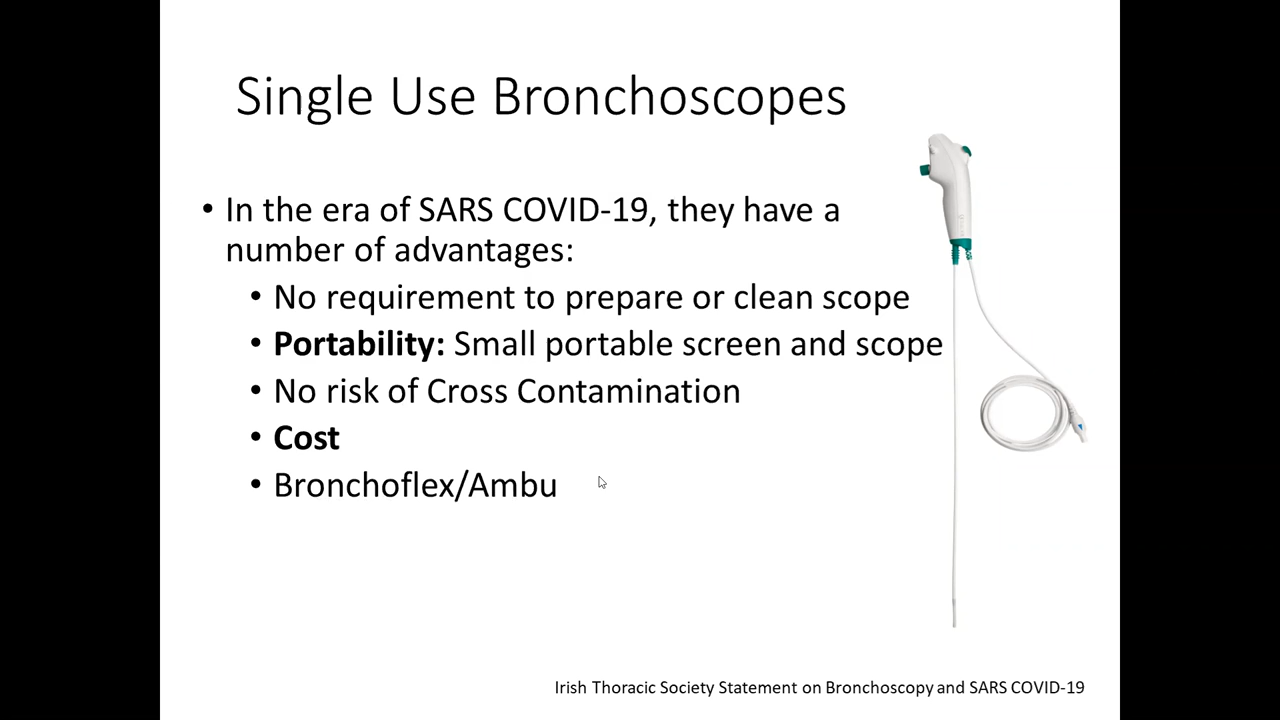 Single Use Bronchoscopes
• In the era of SARS COVID-19, they have a
number of advantages:
• No requirement to prepare or clean scope
• Portability: Small portable screen and scope
• No risk of Cross Contamination
• Cost
• Bronchoflex/Ambu
Irish Thoracic Society Statement on Bronchoscopy and SARS COVID-19